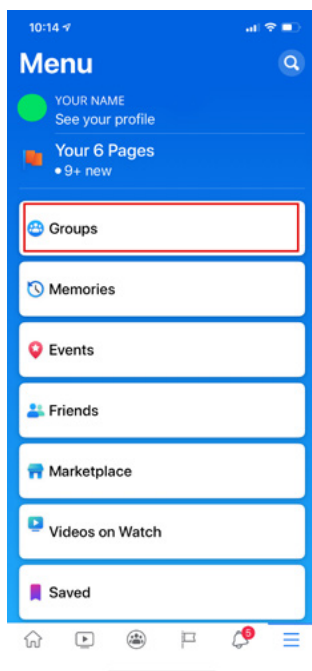 10:14
Menu
YOUR NAME
See your profile
Your 6 Pages
•9+ new
Groups
Memories
Events
Friends
Marketplace
Videos on Watch
Saved
5